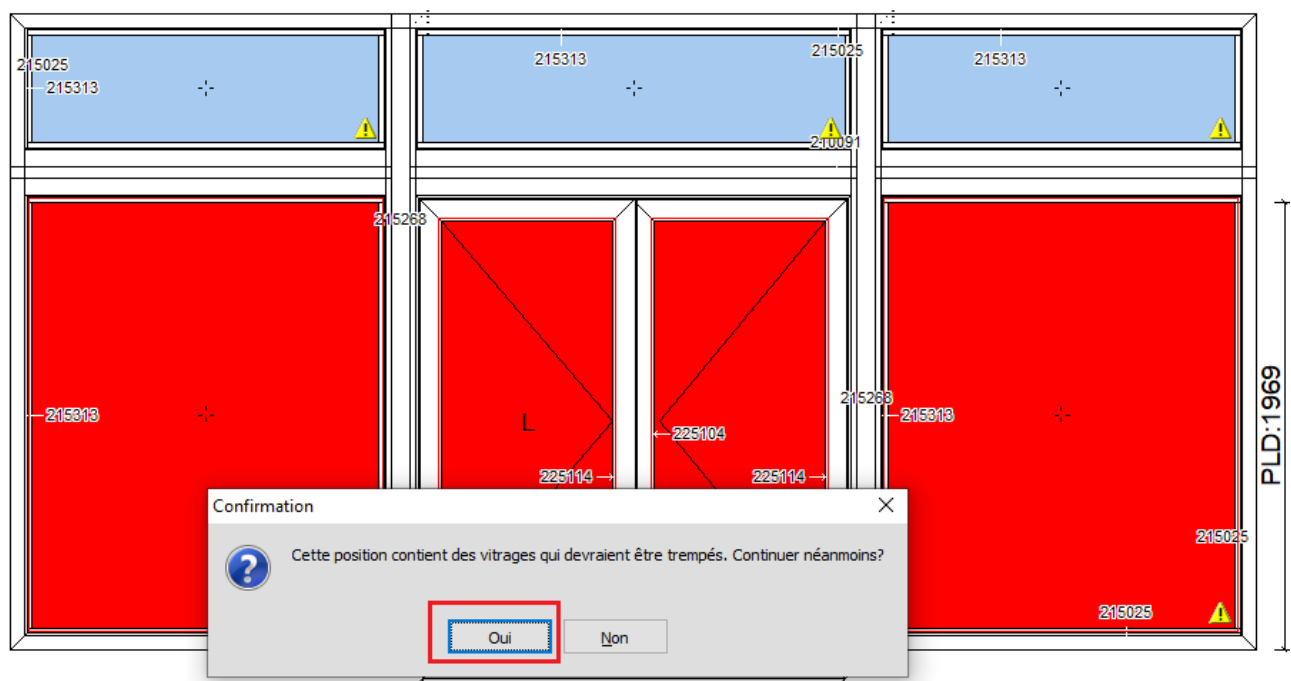 215025
215313
215313
215025
215313
210091
215268
215313
L
225104
225114
225114
215268
215313
PLD:1969
215025
215025
Confirmation
Cette position contient des vitrages qui devraient être trempés. Continuer néanmoins?
Oui
Non